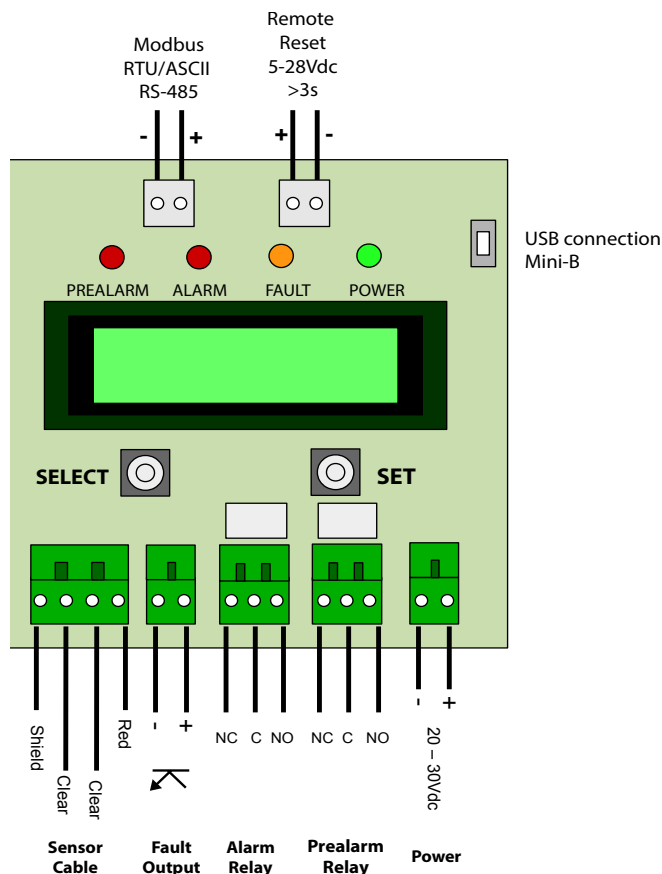 Modbus
RTU/ASCII
RS-485
Remote
Reset
5-28Vdc
>3s
- +
+ -
USB connection
Mini-B
PREALARM ALARM FAULT POWER
SELECT SET
Shield
Clear
Clear
Red
- +
NC C NO
NC C NO
- +
20 – 30Vdc
Sensor
Cable
Fault
Output
Alarm
Relay
Prealarm
Relay
Power